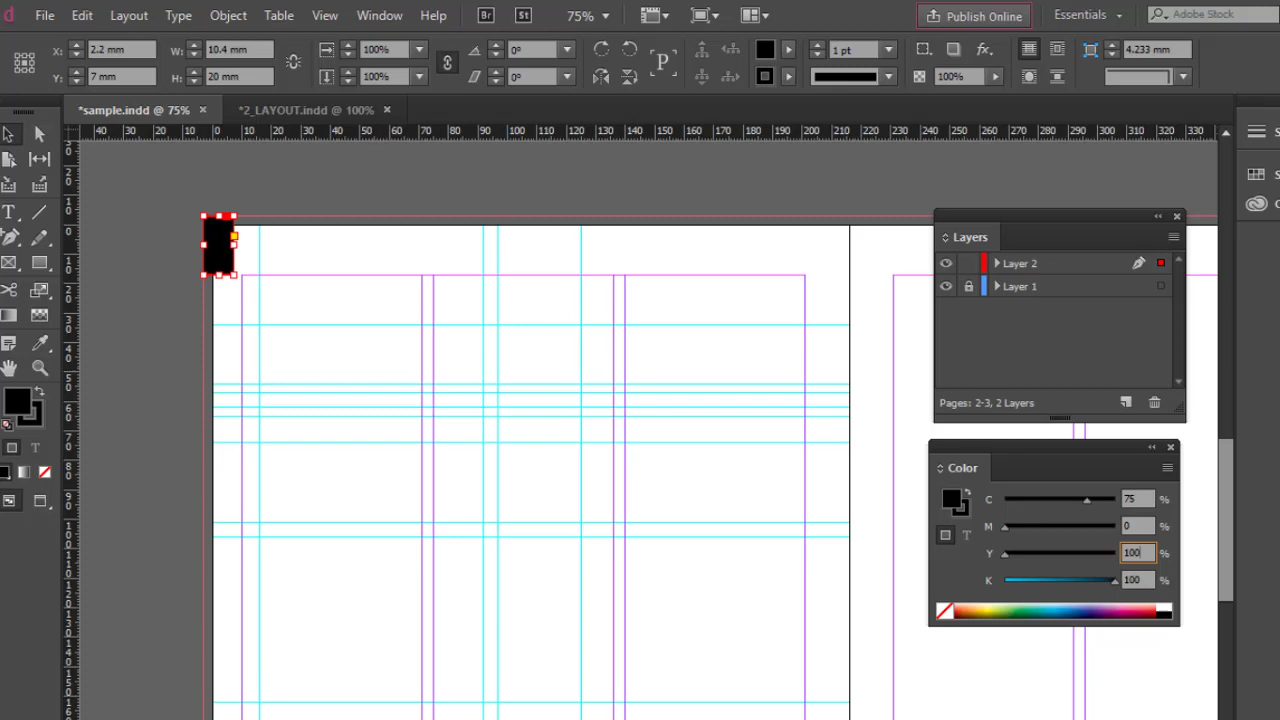 File Edit Layout Type Object Table View Window Help Br St 75% Publish Online Essentials Adobe Stock
X: 2.2 mm W: 10.4 mm 100% 0° 1 pt fx. 4.233 mm
Y: 7 mm H: 20 mm 100% 0° P 100%
*sample.indd @ 75% × *2_LAYOUT.indd @ 100% ×
40 30 20 10 0 10 20 30 40 50 60 70 80 90 100 110 120 130 140 150 160 170 180 190 200 210 220 230 240 250 260 270 280 290 300 310 320 330
Layers
Layer 2
Layer 1
Pages: 2-3, 2 Layers
Color
C 75 %
M 0 %
Y 100 %
T
K 100 %
T